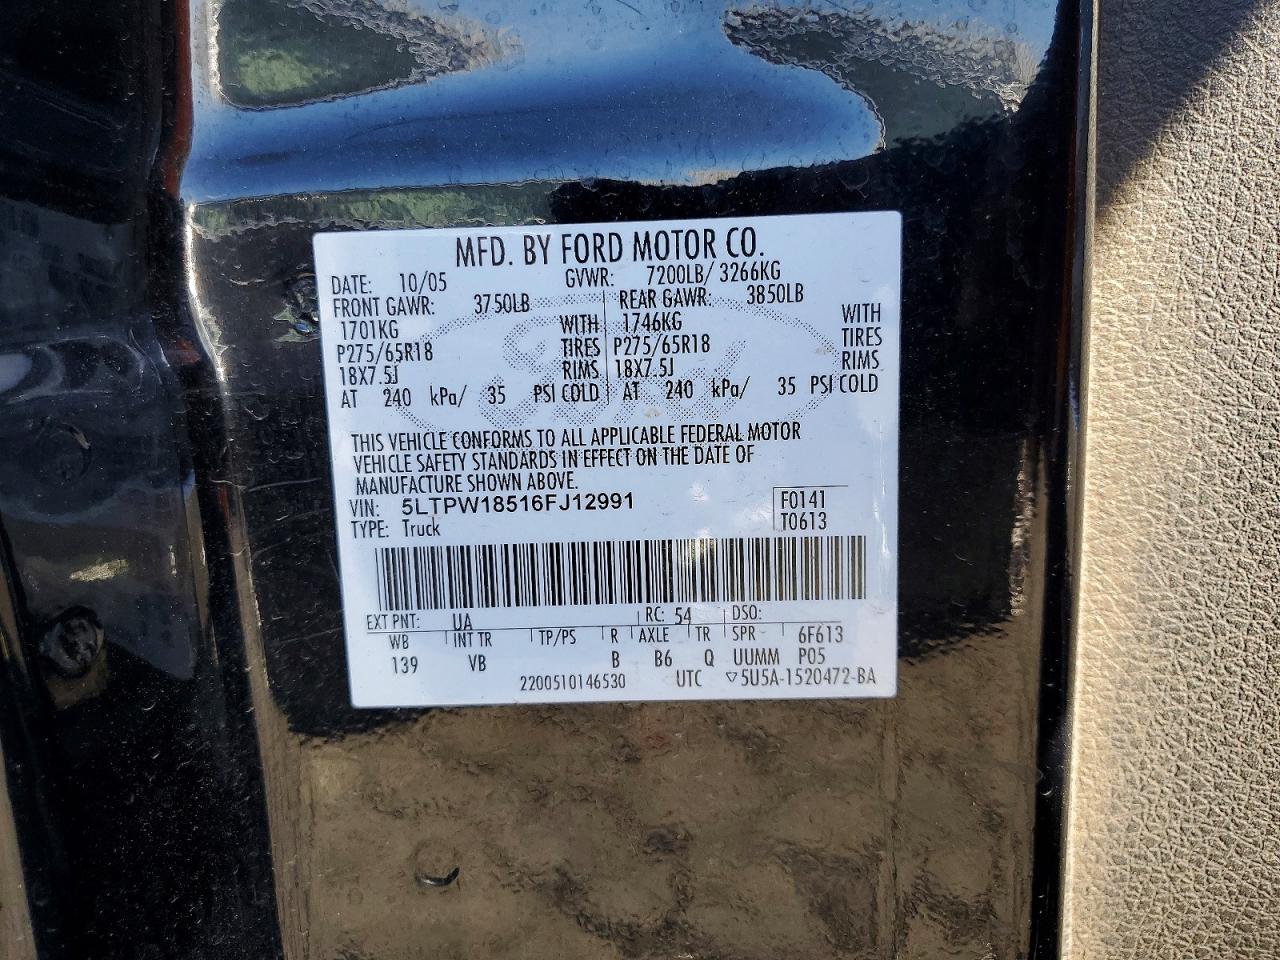 MFD. BY FORD MOTOR CO.
DATE: 10/05 GVWR: 7200LB/ 3266KG
FRONT GAWR: 3750LB REAR GAWR: 3850LB
1701KG WITH 1746KG WITH
P275/65R18 TIRES P275/65R18 TIRES
18X7.5J RIMS 18X7.5J RIMS
AT 240 kPa/ 35 PSI COLD AT 240 kPa/ 35 PSI COLD
THIS VEHICLE CONFORMS TO ALL APPLICABLE FEDERAL MOTOR
VEHICLE SAFETY STANDARDS IN EFFECT ON THE DATE OF
MANUFACTURE SHOWN ABOVE.
VIN: 5LTPW18516FJ12991 F0141
TYPE: Truck T0613
EXT PNT: UA RC: 54 DSO:
WB INT TR TP/PS R AXLE TR SPR 6F613
139 VB B B6 Q UUMM P05
2200510146530 UTC ▽5U5A-1520472-BA